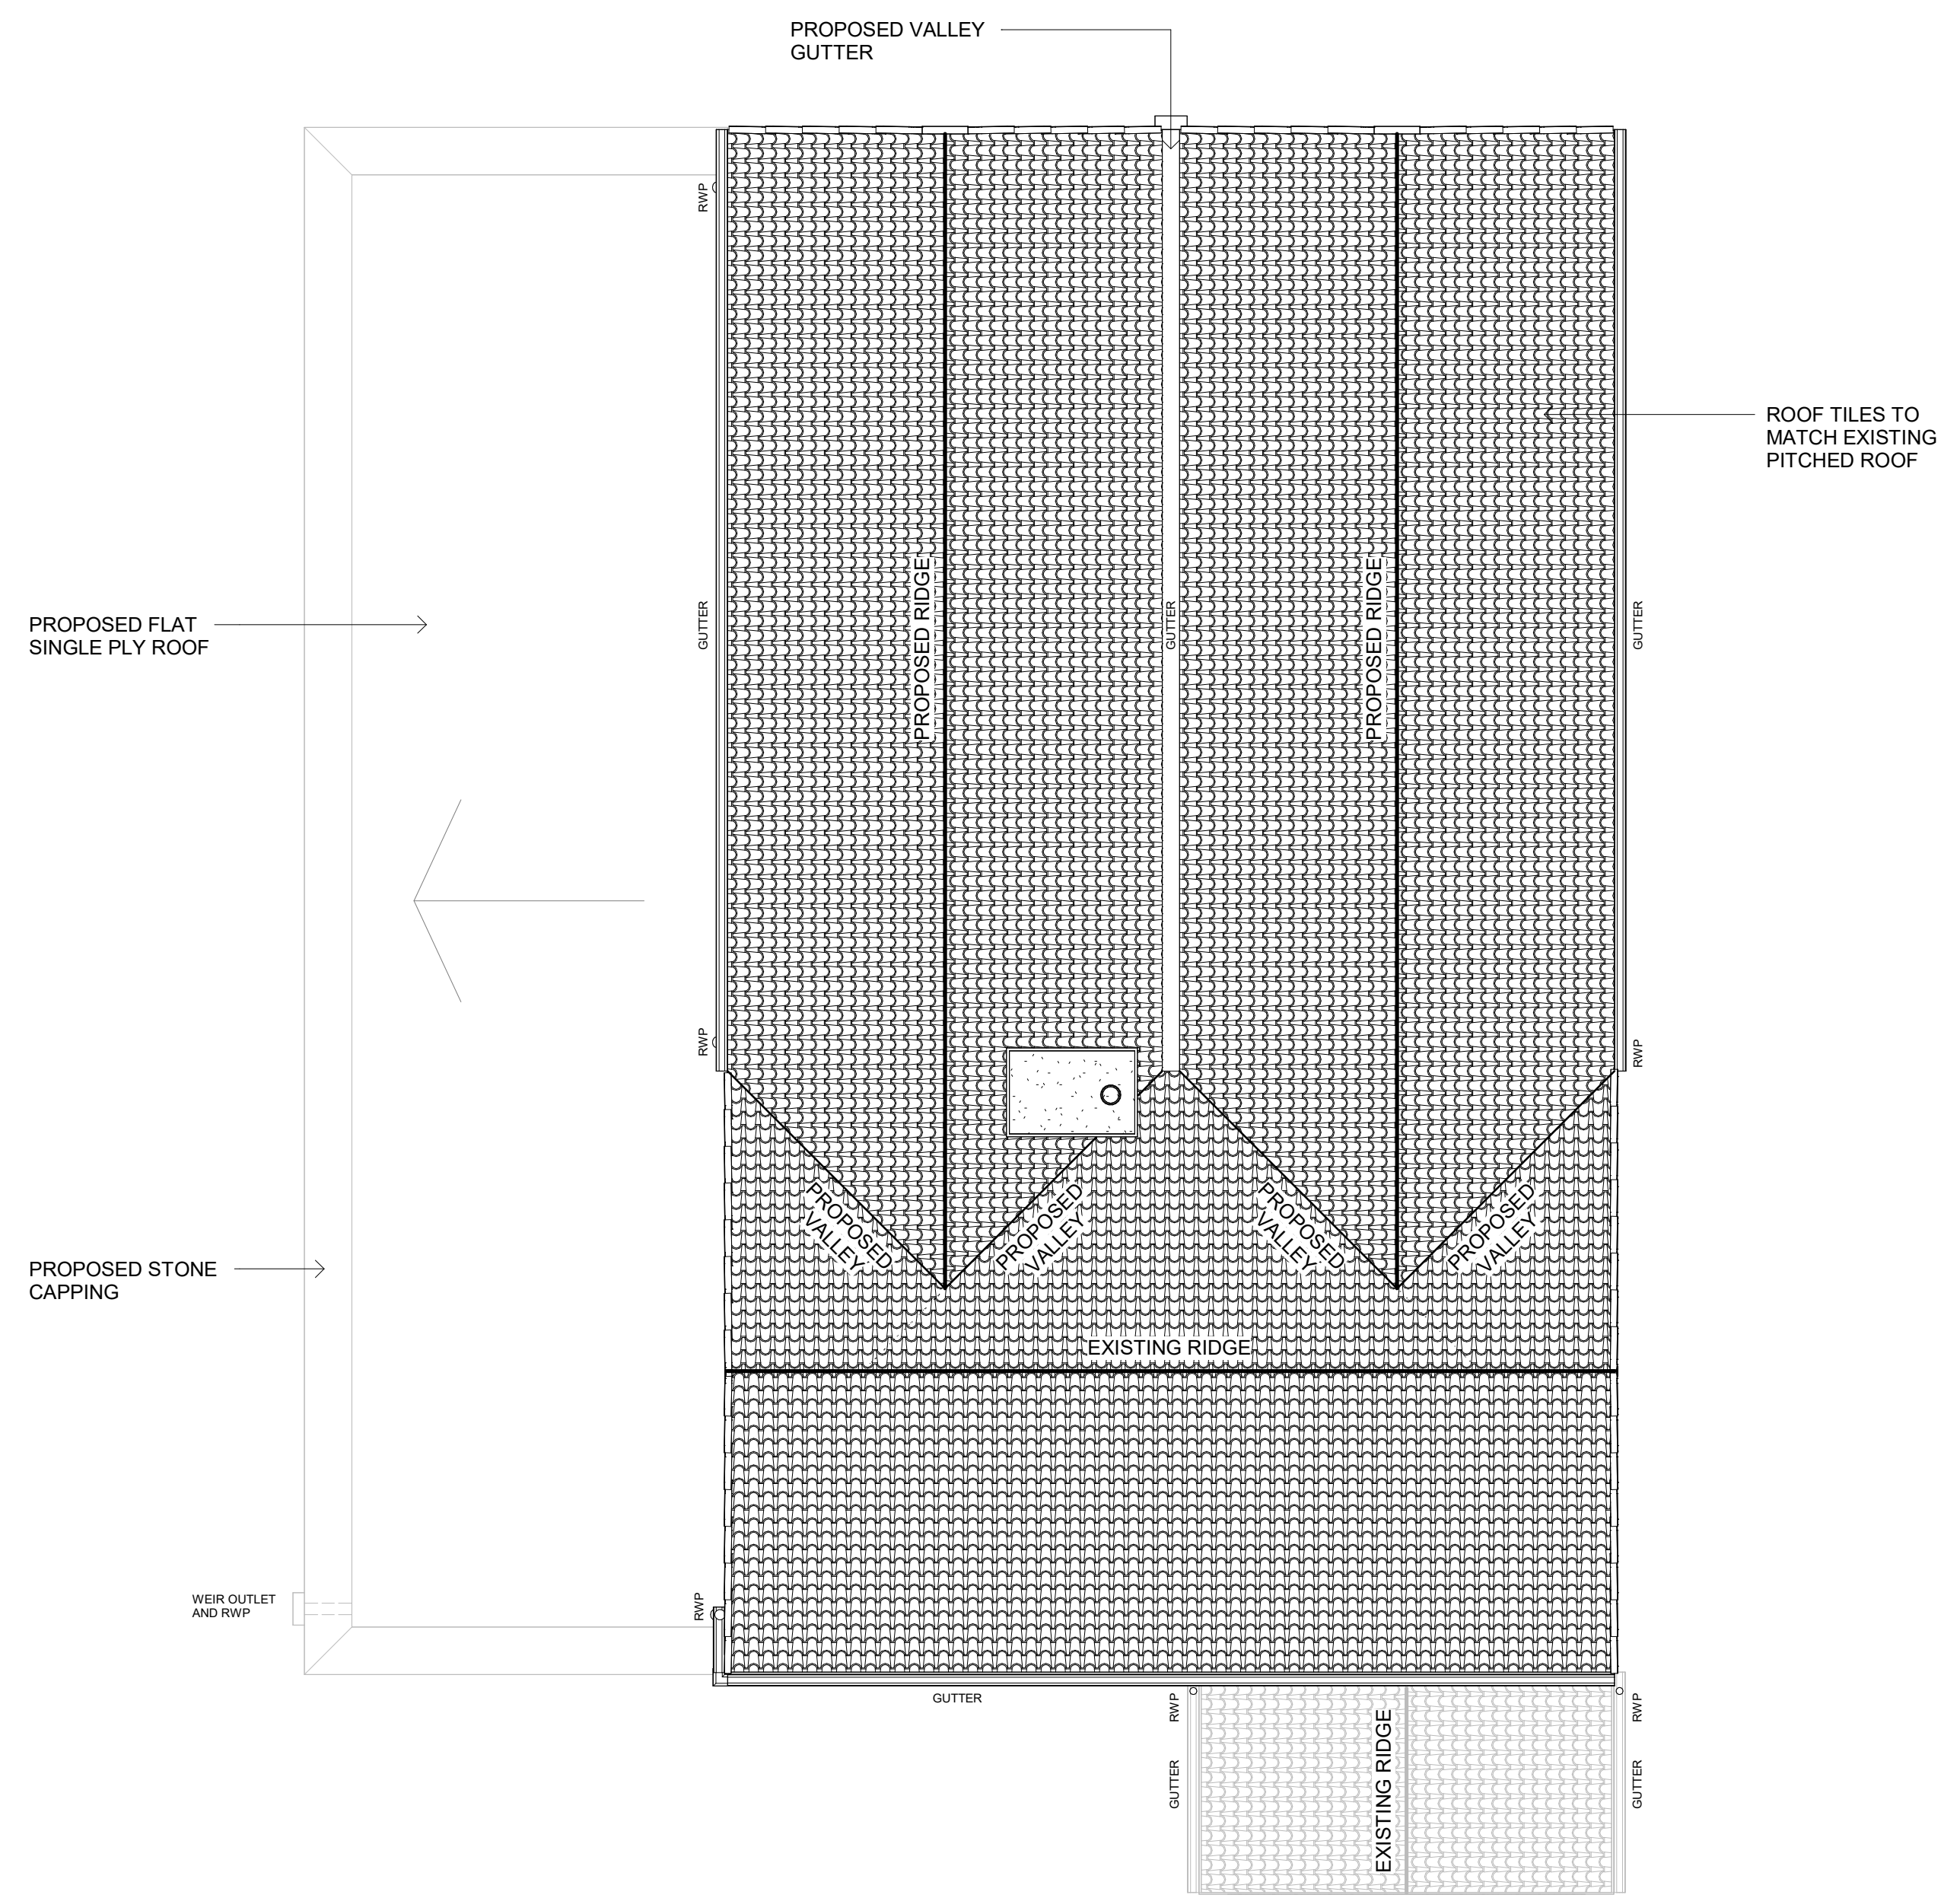 PROPOSED VALLEY
GUTTER
RWP
ROOF TILES TO
MATCH EXISTING
PITCHED ROOF
PROPOSED FLAT
SINGLE PLY ROOF
GUTTER
PROPOSED RIDGE
GUTTER
PROPOSED RIDGE
GUTTER
RWP
RWP
PROPOSED
VALLEY
PROPOSED
VALLEY
PROPOSED
VALLEY
PROPOSED
VALLEY
PROPOSED STONE
CAPPING
EXISTING RIDGE
WEIR OUTLET
AND RWP
RWP
GUTTER
RWP
RWP
GUTTER
EXISTING RIDGE
GUTTER